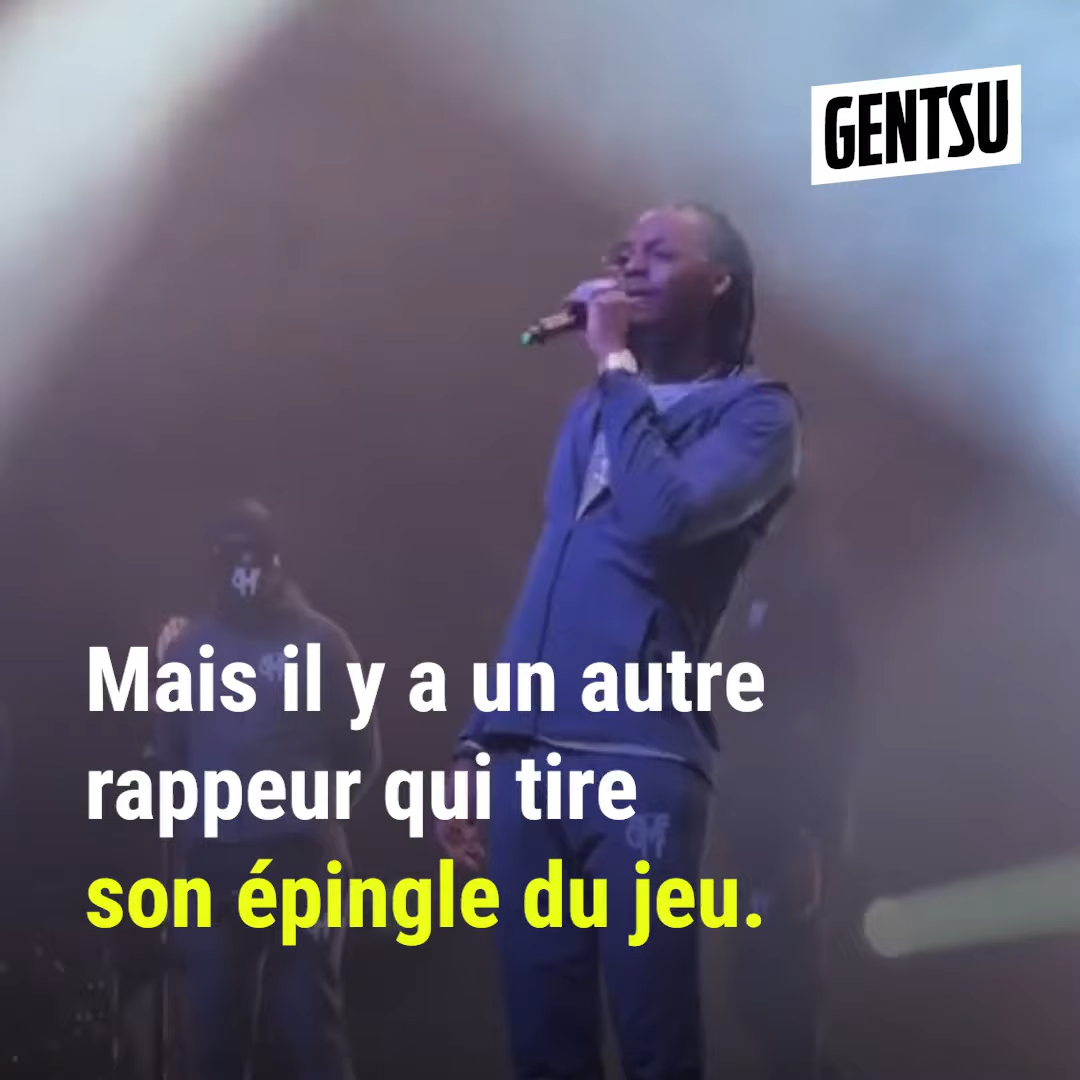 GENTSU
Mais il y a un autre
rappeur qui tire
son épingle du jeu.